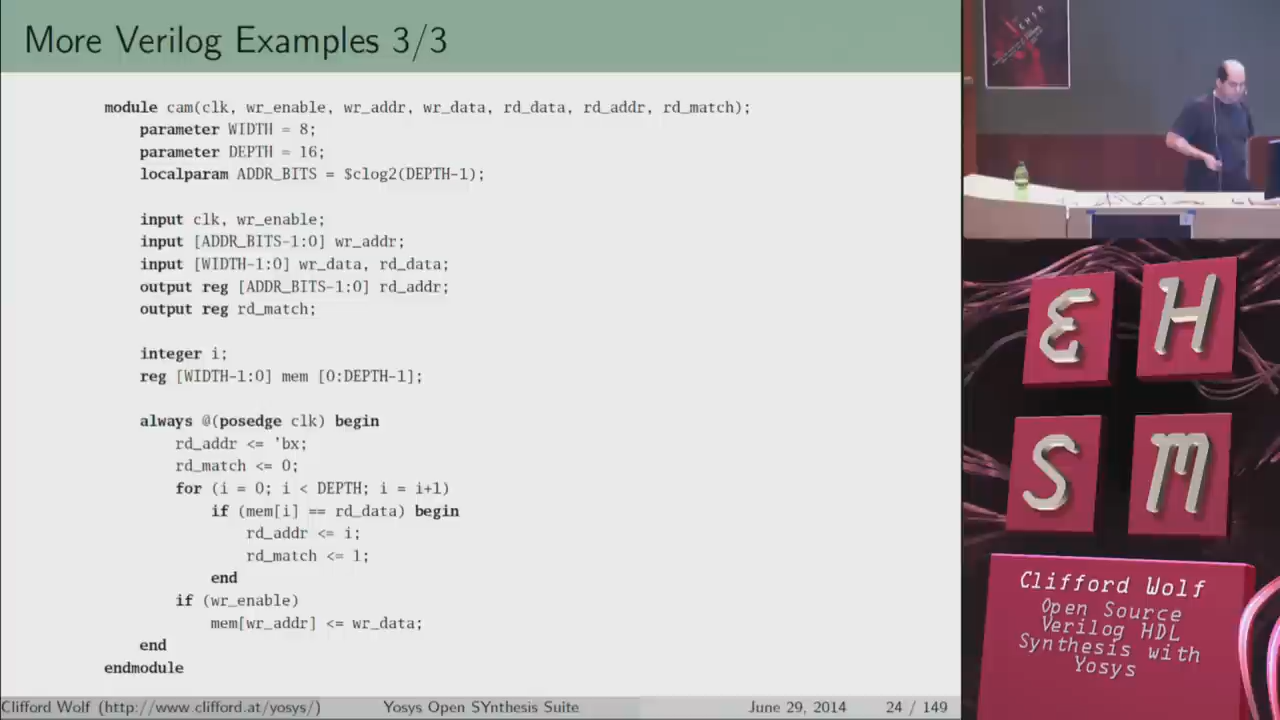 More Verilog Examples 3/3
module cam(clk, wr_enable, wr_addr, wr_data, rd_data, rd_addr, rd_match);
parameter WIDTH = 8;
parameter DEPTH = 16;
localparam ADDR_BITS = $clog2(DEPTH-1);
input clk, wr_enable;
input [ADDR_BITS-1:0] wr_addr;
input [WIDTH-1:0] wr_data, rd_data;
output reg [ADDR_BITS-1:0] rd_addr;
output reg rd_match;
integer i;
reg [WIDTH-1:0] mem [0:DEPTH-1];
always @(posedge clk) begin
rd_addr <= 'bx;
rd_match <= 0;
for (i = 0; i < DEPTH; i = i+1)
if (mem[i] == rd_data) begin
rd_addr <= i;
rd_match <= 1;
end
if (wr_enable)
mem[wr_addr] <= wr_data;
end
endmodule
Clifford Wolf (http://www.clifford.at/yosys/) Yosys Open SYnthesis Suite June 29, 2014 24 / 149
EH
SM
Clifford Wolf
Open Source
Verilog HDL
Synthesis with
Yosys